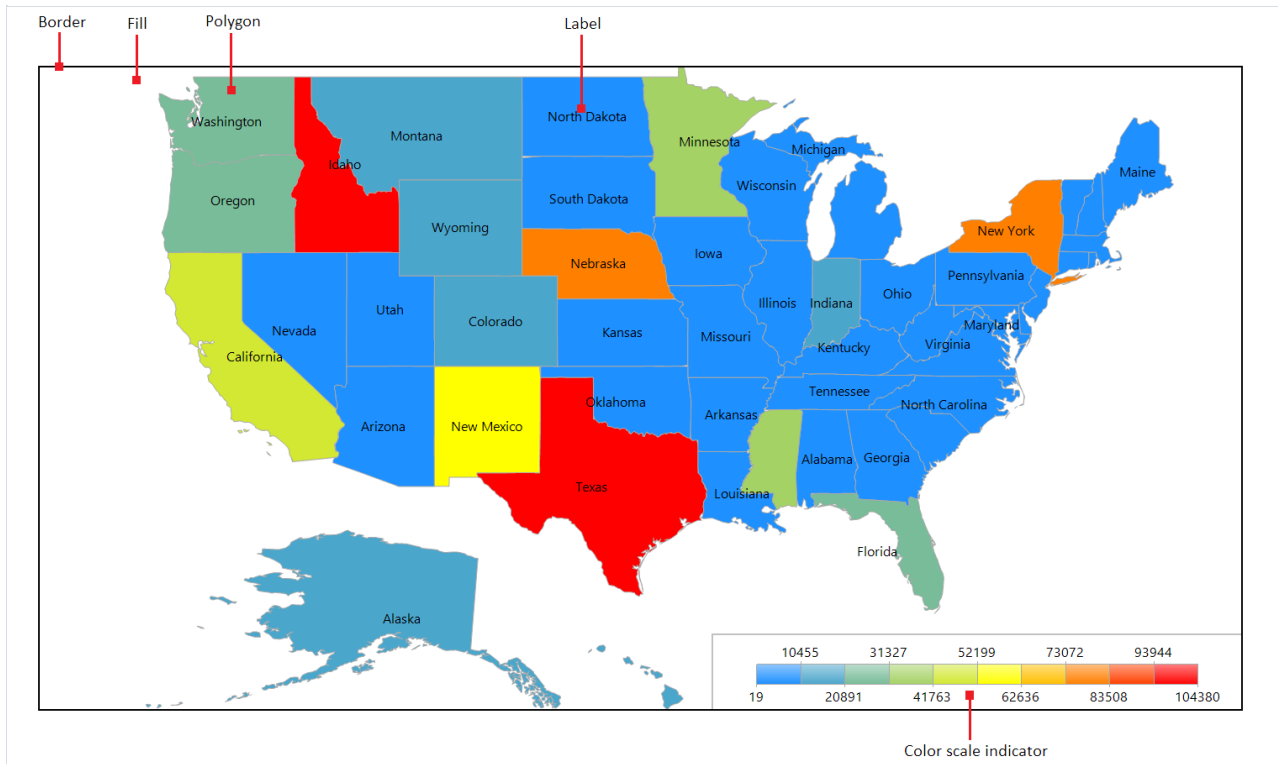 Border
Fill
Polygon
Label
Washington
Montana
North Dakota
Minnesota
Michigan
Idaho
Maine
Wisconsin
Oregon
South Dakota
Wyoming
New York
Iowa
Nebraska
Pennsylvania
Ohio
Illinois
Indiana
Utah
Colorado
Maryland
Nevada
Kansas
Missouri
Virginia
Kentucky
California
Tennessee
Oklahoma
North Carolina
Arkansas
Arizona
New Mexico
Alabama
Georgia
Texas
Louisiana
Florida
Alaska
10455 31327 52199 73072 93944
19 20891 41763 62636 83508 104380
Color scale indicator